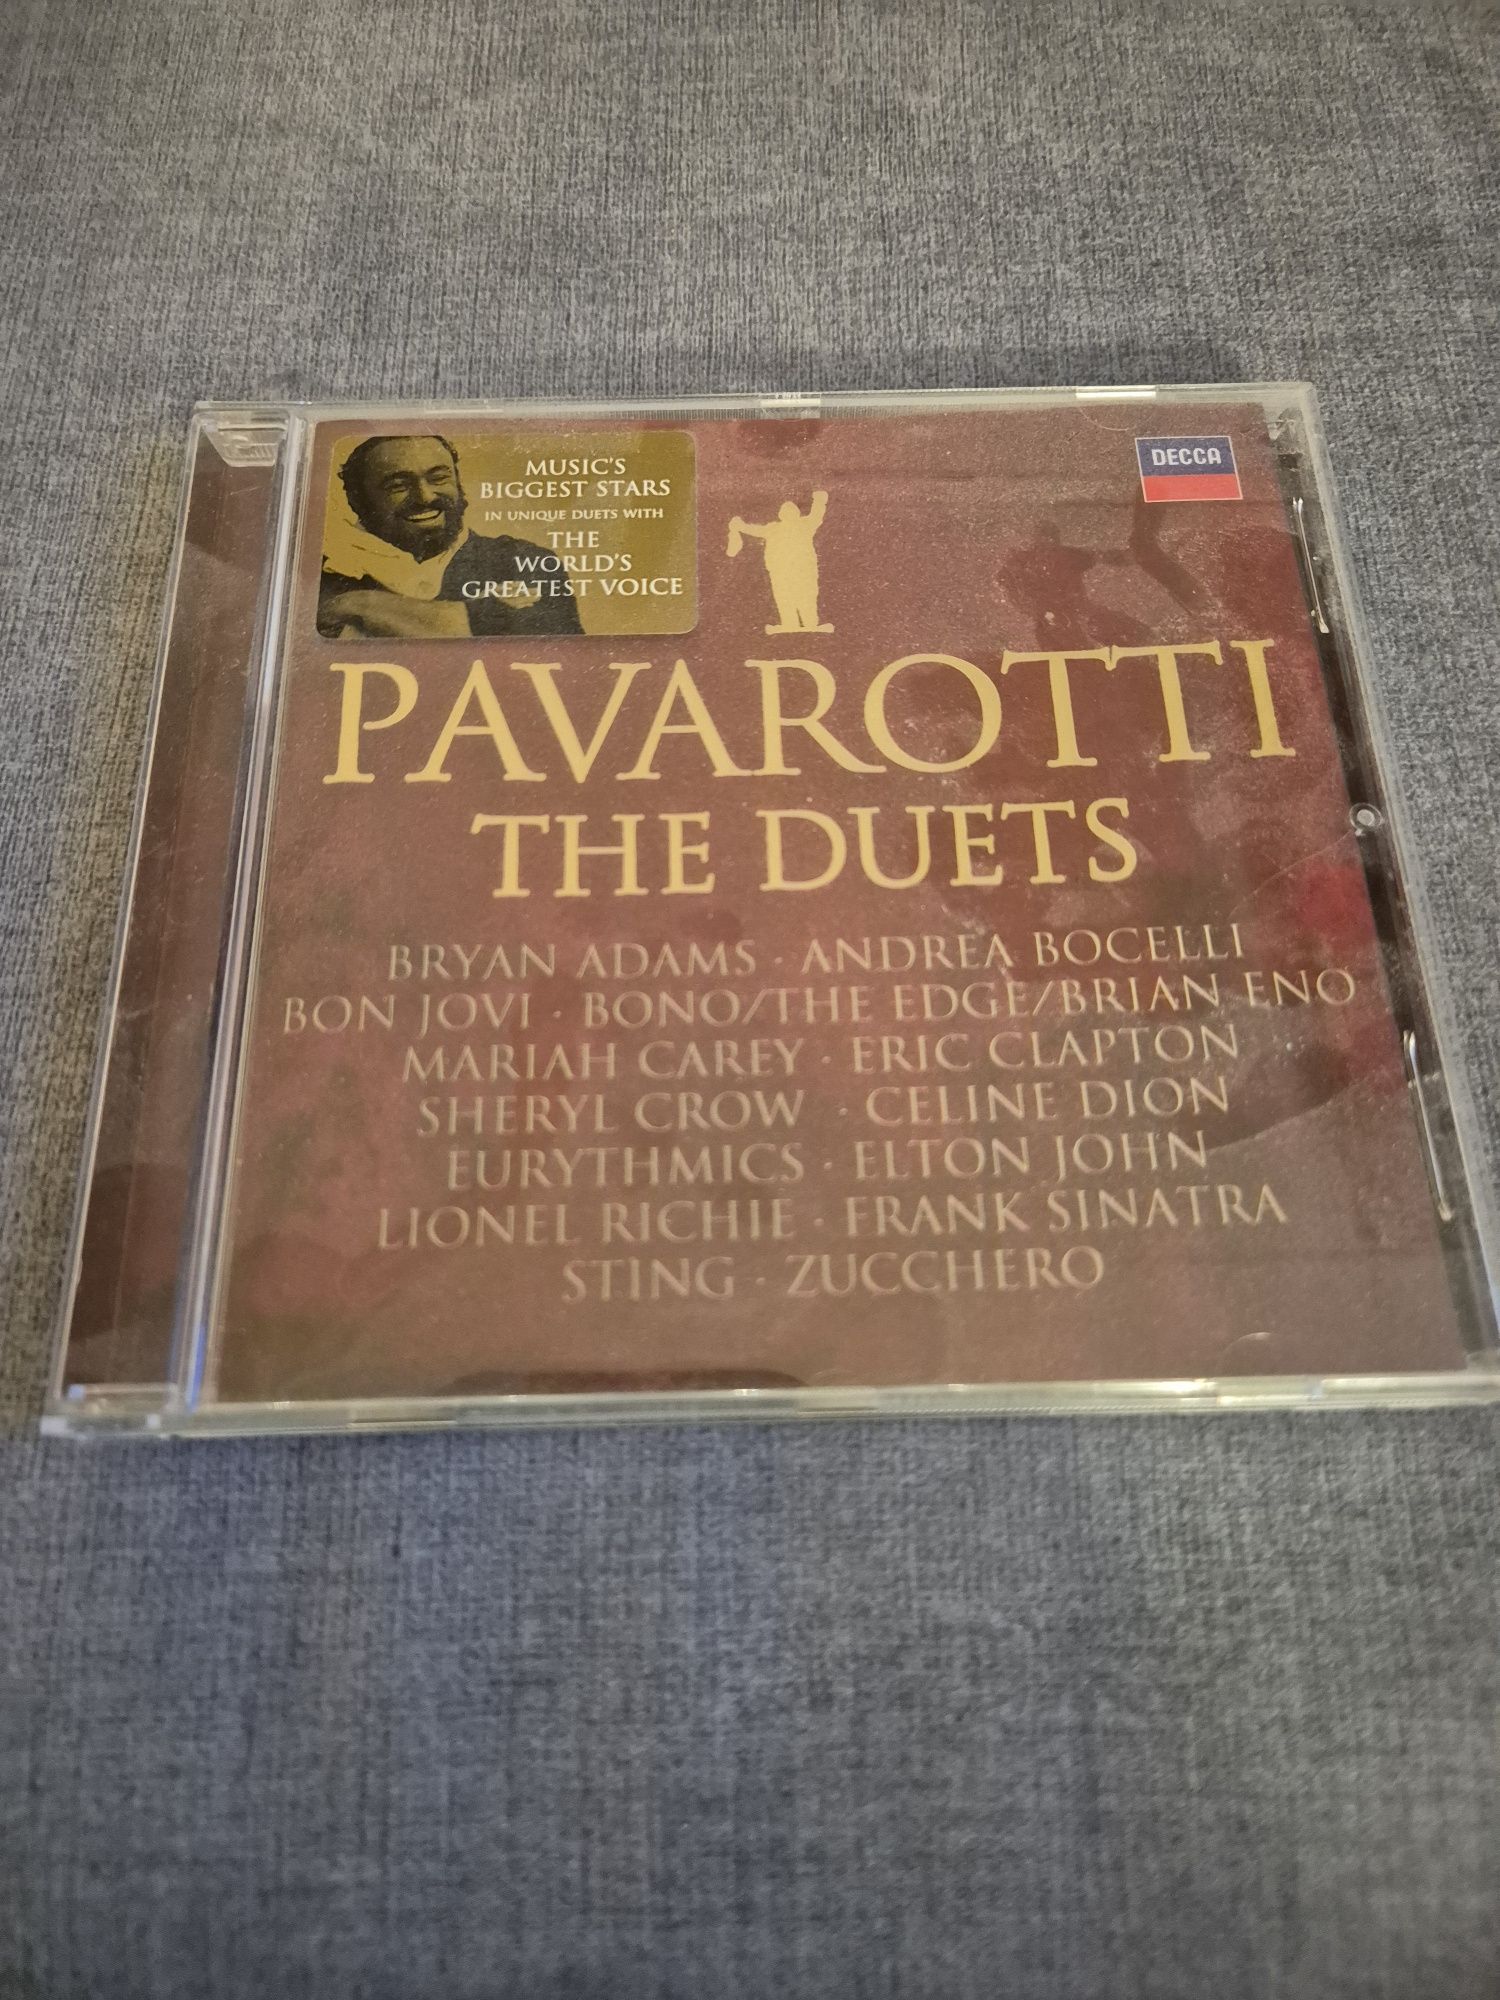 MUSIC'S
BIGGEST STARS
IN UNIQUE DUETS WITH
THE
WORLD'S
GREATEST VOICE
DECCA
PAVAROTTI
THE DUETS
BRYAN ADAMS · ANDREA BOCELLI
BON JOVI · BONO/THE EDGE/BRIAN ENO
MARIAH CAREY · ERIC CLAPTON
SHERYL CROW · CELINE DION
EURYTHMICS · ELTON JOHN
LIONEL RICHIE · FRANK SINATRA
STING · ZUCCHERO